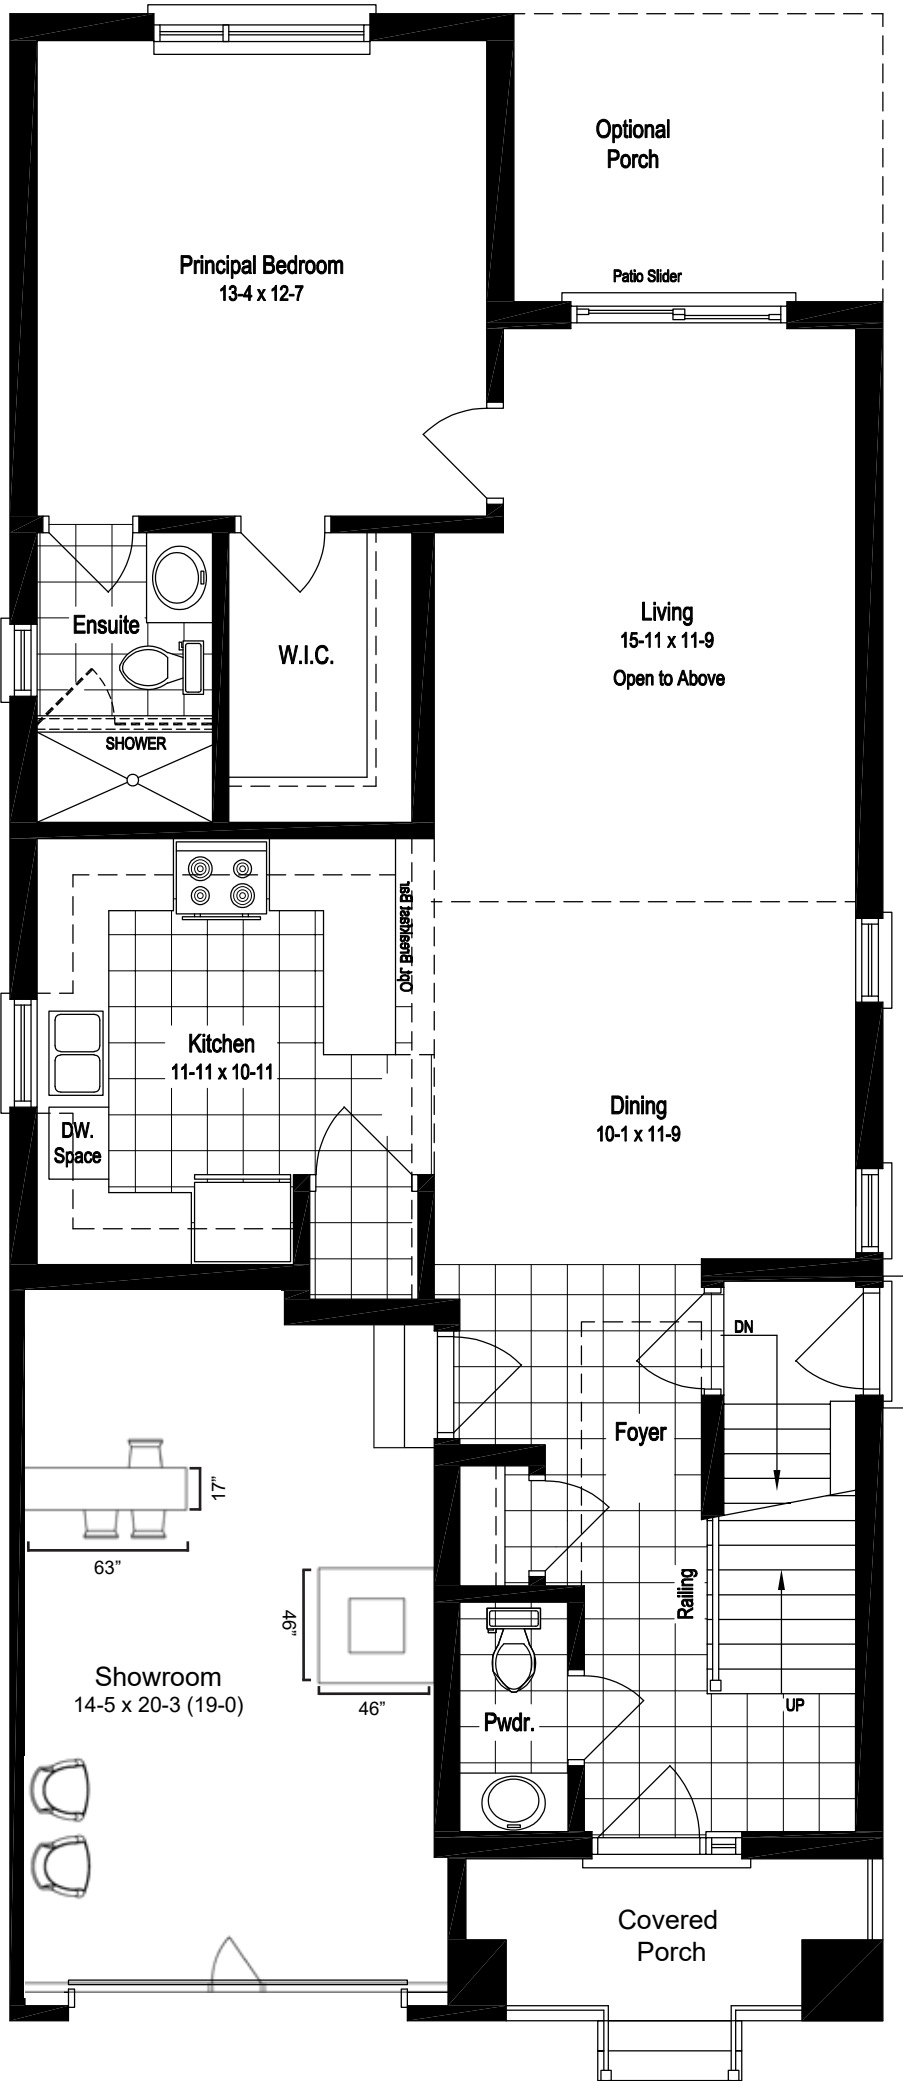 Optional
Porch
Principal Bedroom
13-4 x 12-7
Patio Slider
Living
15-11 x 11-9
Open to Above
Ensuite
W.I.C.
SHOWER
Opt. Breakfast Bar
Kitchen
11-11 x 10-11
DW.
Space
Dining
10-1 x 11-9
DN
Foyer
17”
63”
Railing
46”
46”
Showroom
14-5 x 20-3 (19-0)
UP
Pwdr.
Covered
Porch